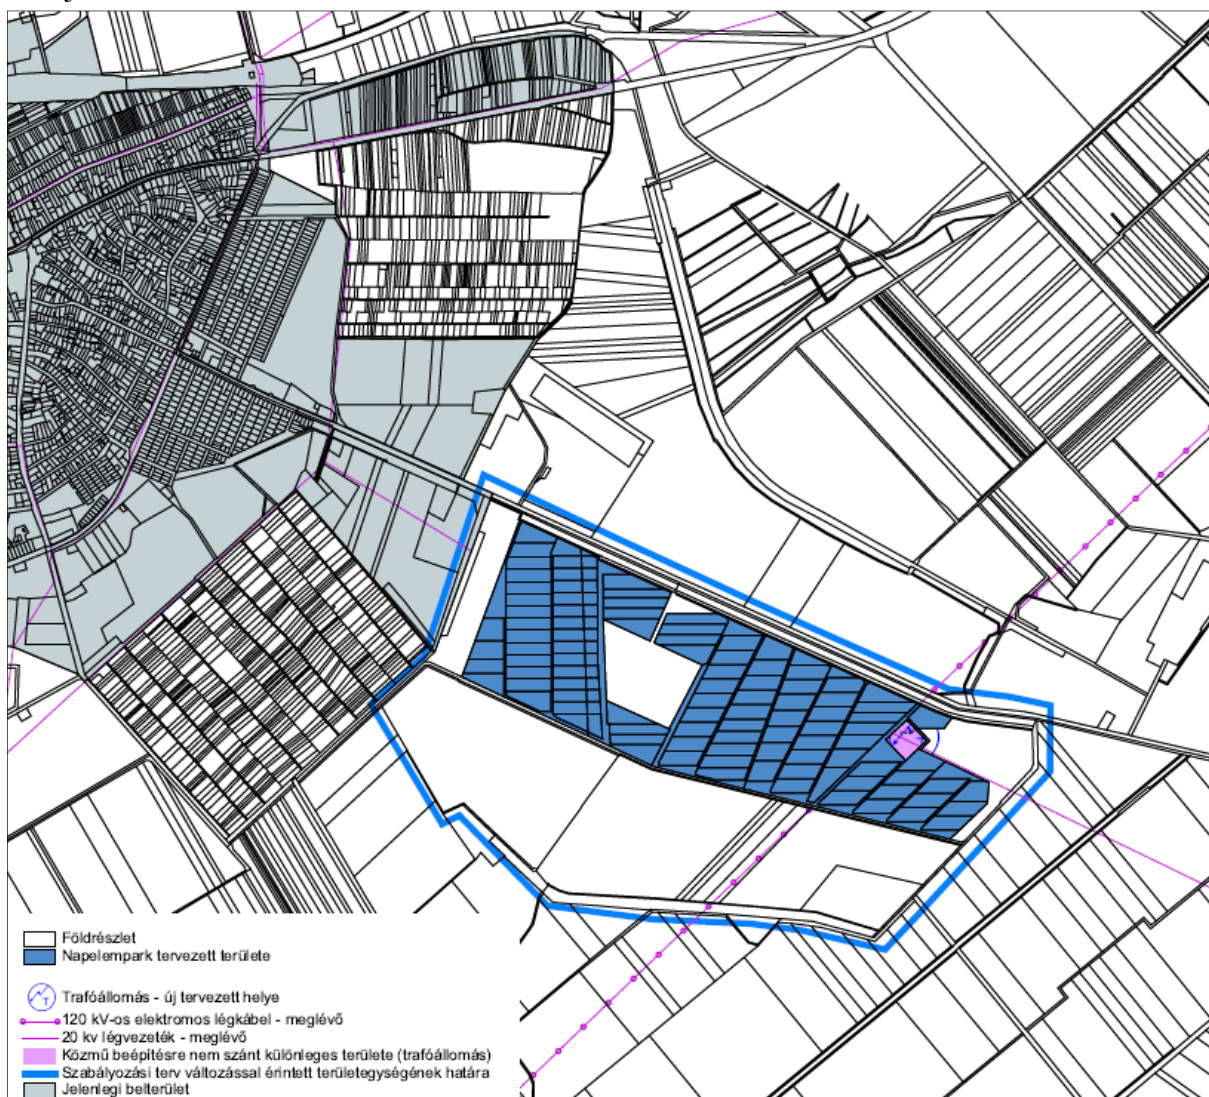 Földrészlet
Napelempark tervezett területe
Trafóállomás - új tervezett helye
120 kV-os elektromos légkábel - meglévő
20 kv légvezeték - meglévő
Közmű beépítésre nem szánt különleges területe (trafóállomás)
Szabályozási terv változással érintett területegységének határa
Jelenlegi belterület